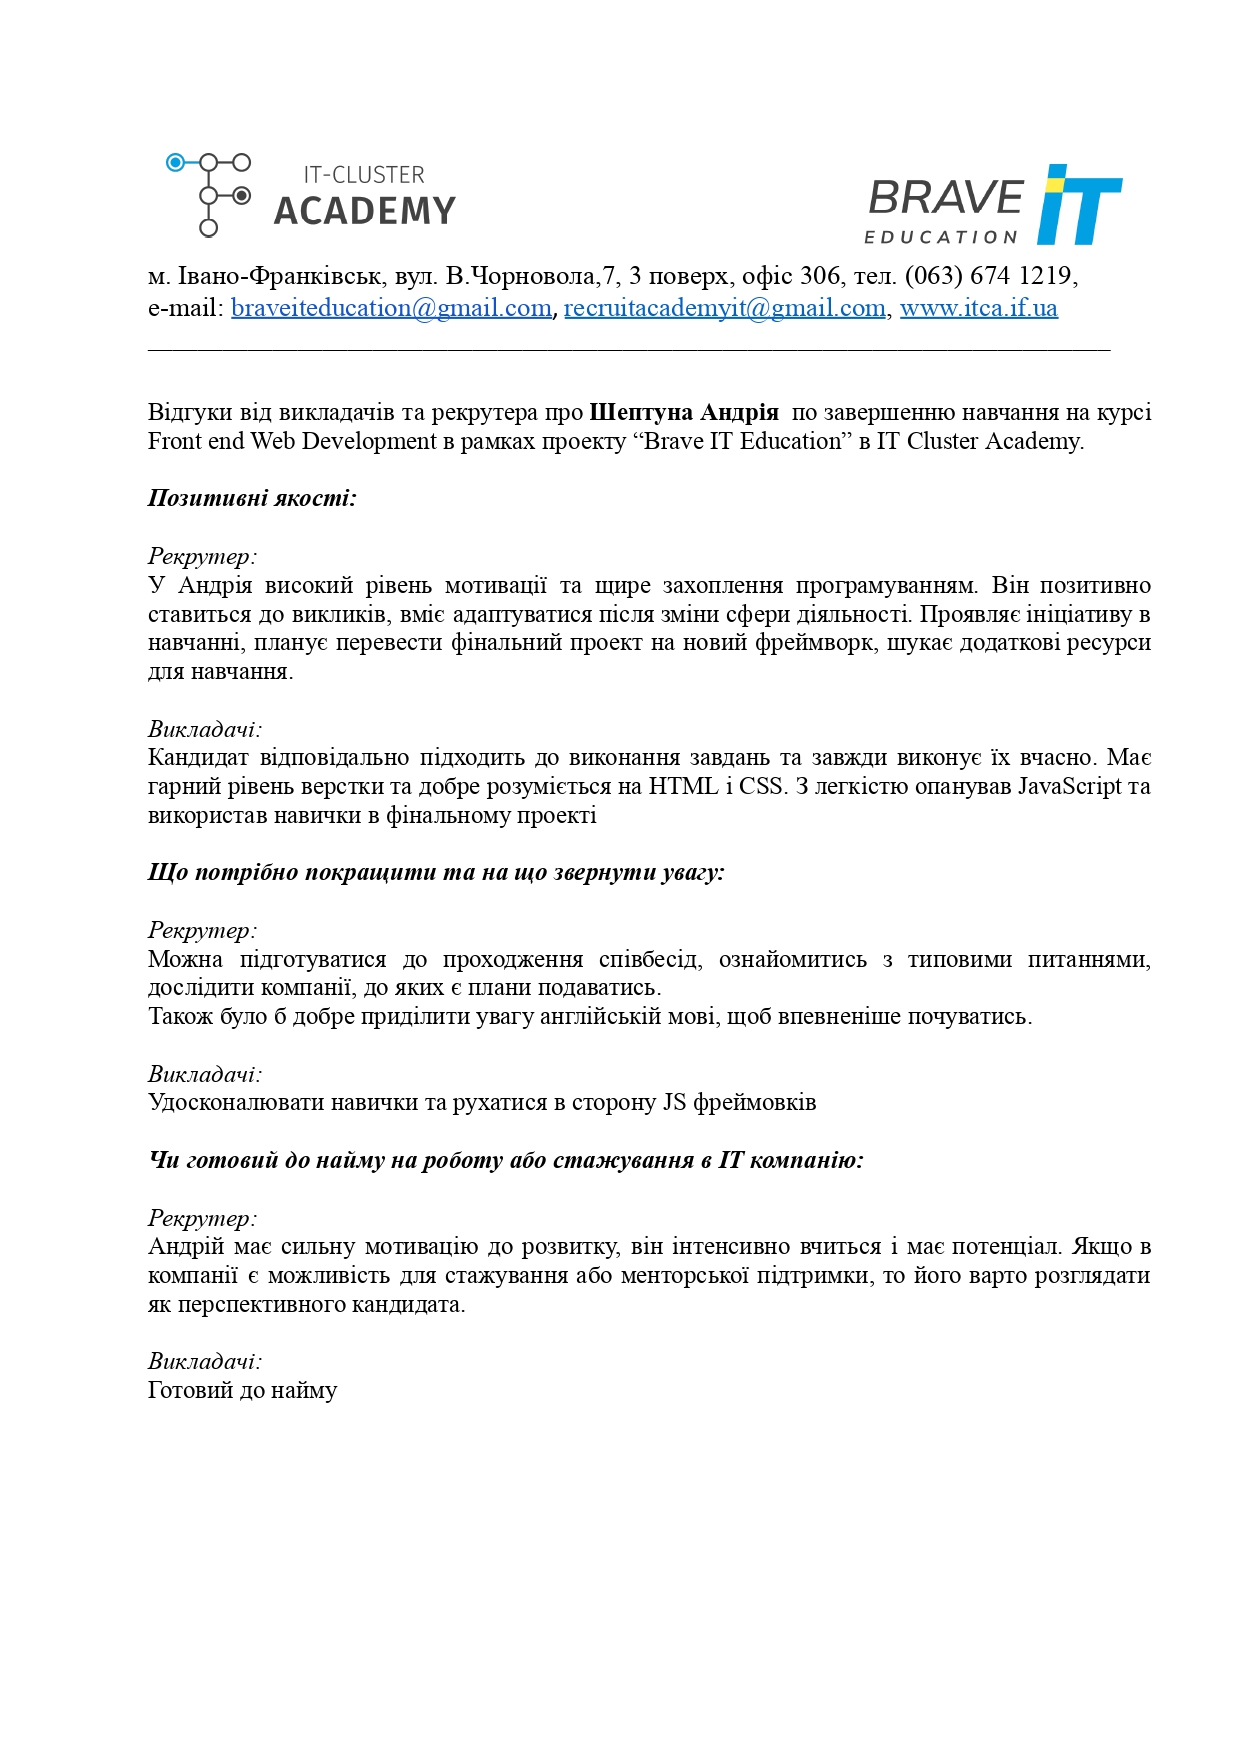 IT-CLUSTER
ACADEMY
BRAVE iT
EDUCATION
м. Івано-Франківськ, вул. В.Чорновола,7, 3 поверх, офіс 306, тел. (063) 674 1219,
e-mail: braveiteducation@gmail.com, recruitacademyit@gmail.com, www.itca.if.ua
Відгуки від викладачів та рекрутера про Шептуна Андрія по завершенню навчання на курсі
Front end Web Development в рамках проекту “Brave IT Education” в IT Cluster Academy.
Позитивні якості:
Рекрутер:
У Андрія високий рівень мотивації та щире захоплення програмуванням. Він позитивно
ставиться до викликів, вміє адаптуватися після зміни сфери діяльності. Проявляє ініціативу в
навчанні, планує перевести фінальний проект на новий фреймворк, шукає додаткові ресурси
для навчання.
Викладачі:
Кандидат відповідально підходить до виконання завдань та завжди виконує їх вчасно. Має
гарний рівень верстки та добре розуміється на HTML і CSS. З легкістю опанував JavaScript та
використав навички в фінальному проекті
Що потрібно покращити та на що звернути увагу:
Рекрутер:
Можна підготуватися до проходження співбесід, ознайомитись з типовими питаннями,
дослідити компанії, до яких є плани подаватись.
Також було б добре приділити увагу англійській мові, щоб впевненіше почуватись.
Викладачі:
Удосконалювати навички та рухатися в сторону JS фреймовків
Чи готовий до найму на роботу або стажування в ІТ компанію:
Рекрутер:
Андрій має сильну мотивацію до розвитку, він інтенсивно вчиться і має потенціал. Якщо в
компанії є можливість для стажування або менторської підтримки, то його варто розглядати
як перспективного кандидата.
Викладачі:
Готовий до найму